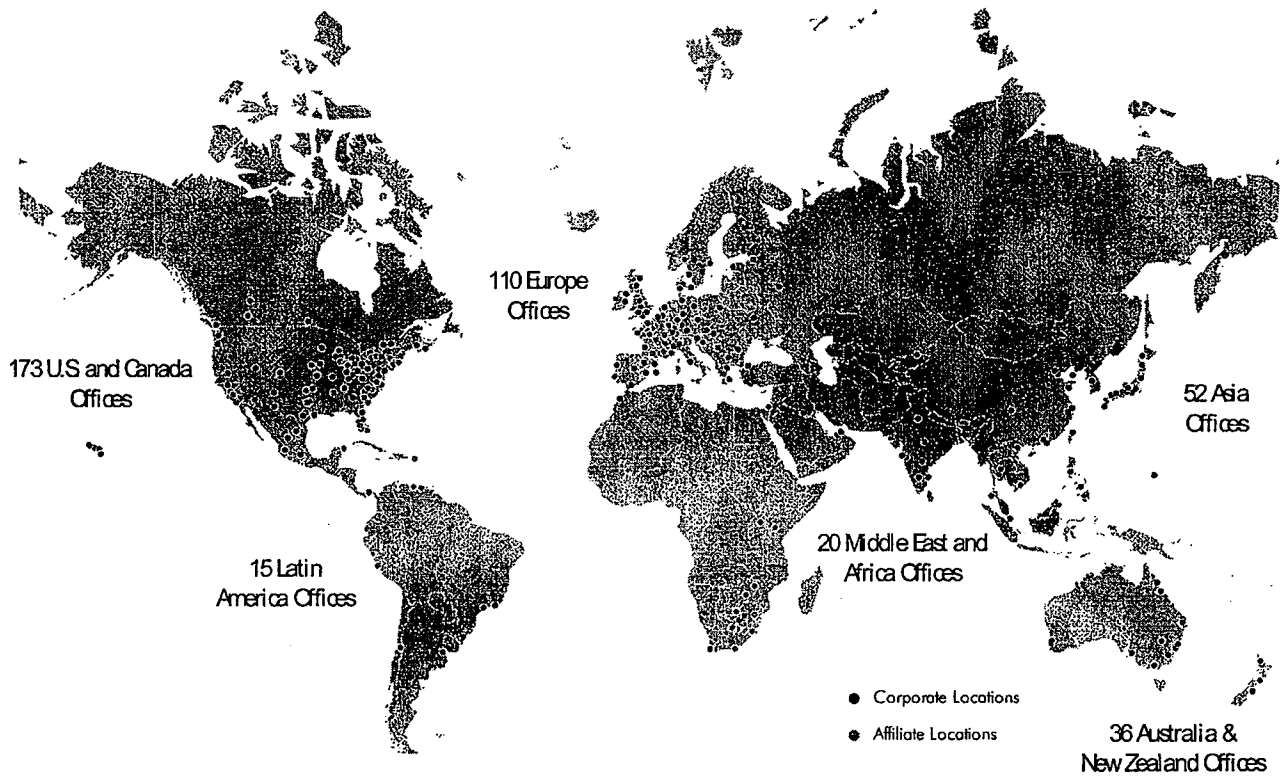 110 Europe
Offices
173 U.S. and Canada
Offices
52 Asia
Offices
20 Middle East and
Africa Offices
15 Latin
America Offices
Corporate Locations
Affiliate Locations
36 Australia &
New Zealand Offices